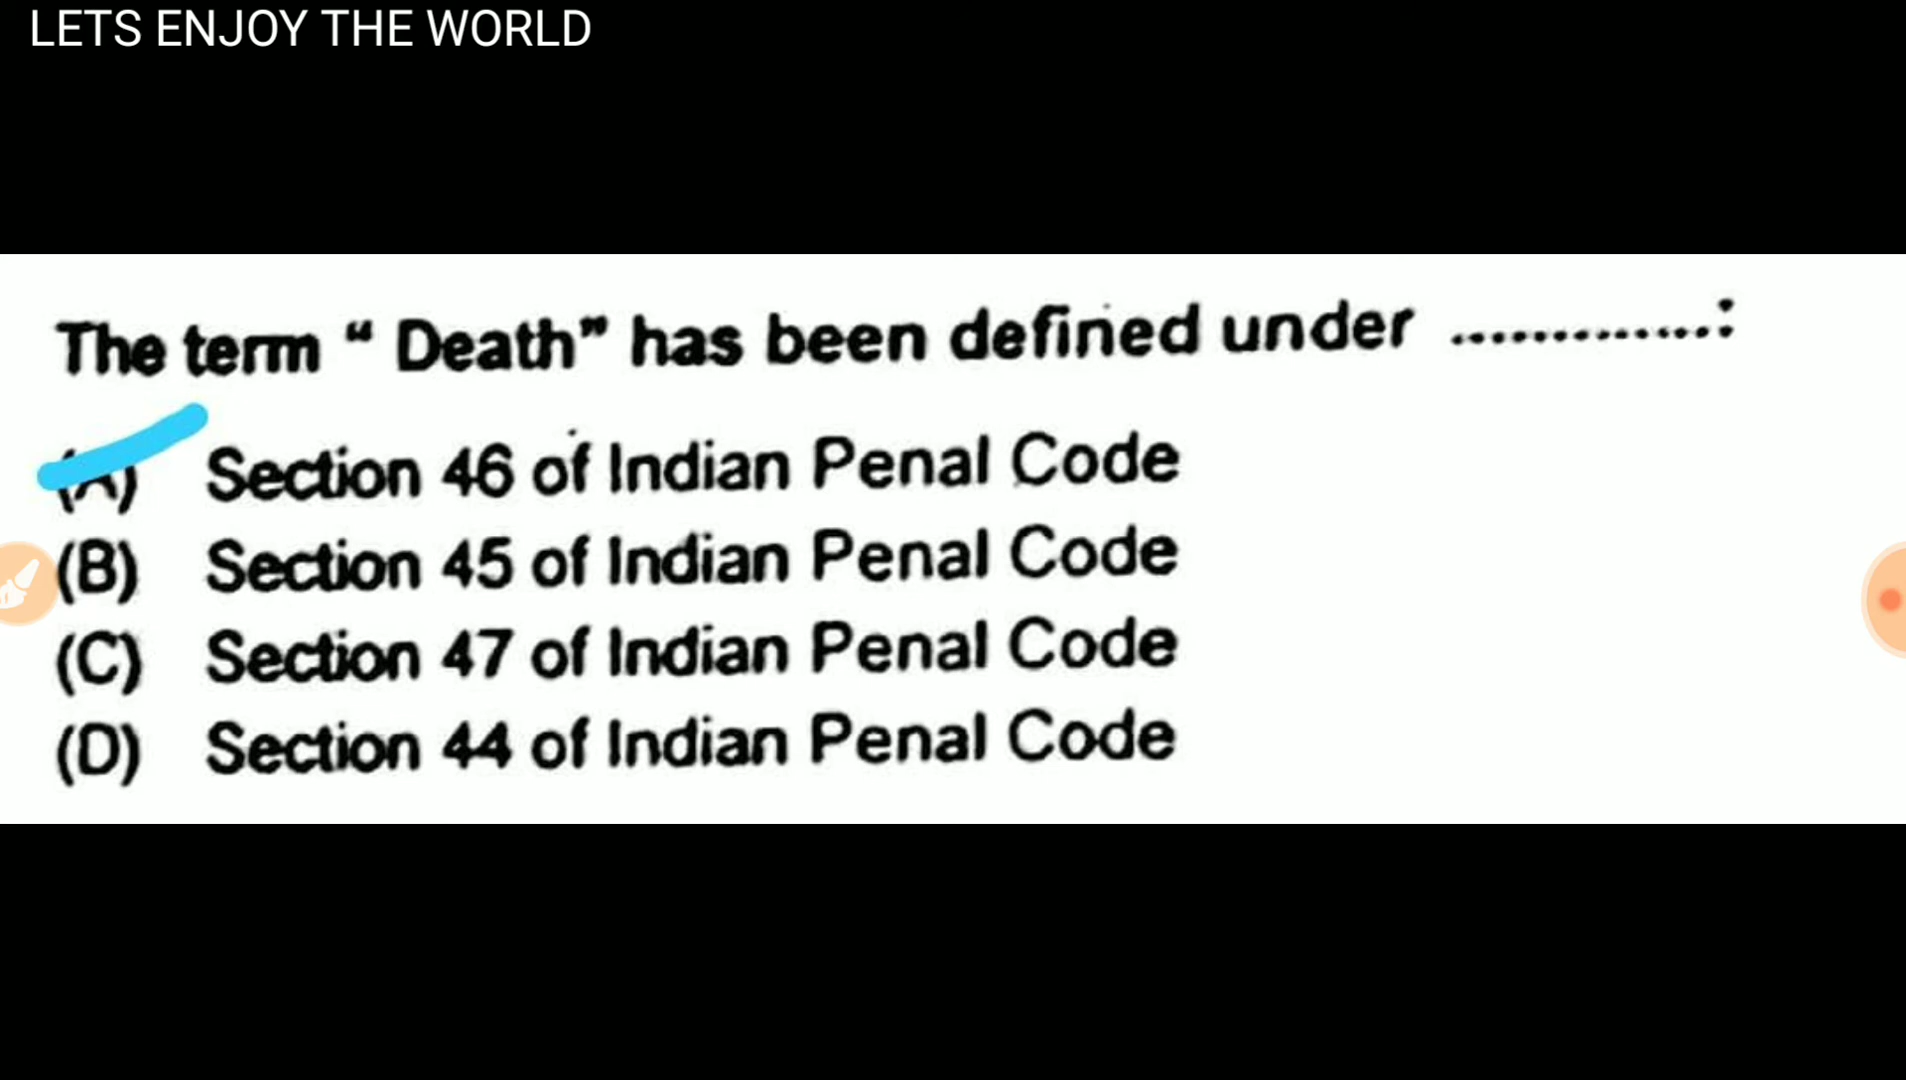 LETS ENJOY THE WORLD
The term “ Death” has been defined under ..............:
(A) Section 46 of Indian Penal Code
(B) Section 45 of Indian Penal Code
(C) Section 47 of Indian Penal Code
(D) Section 44 of Indian Penal Code